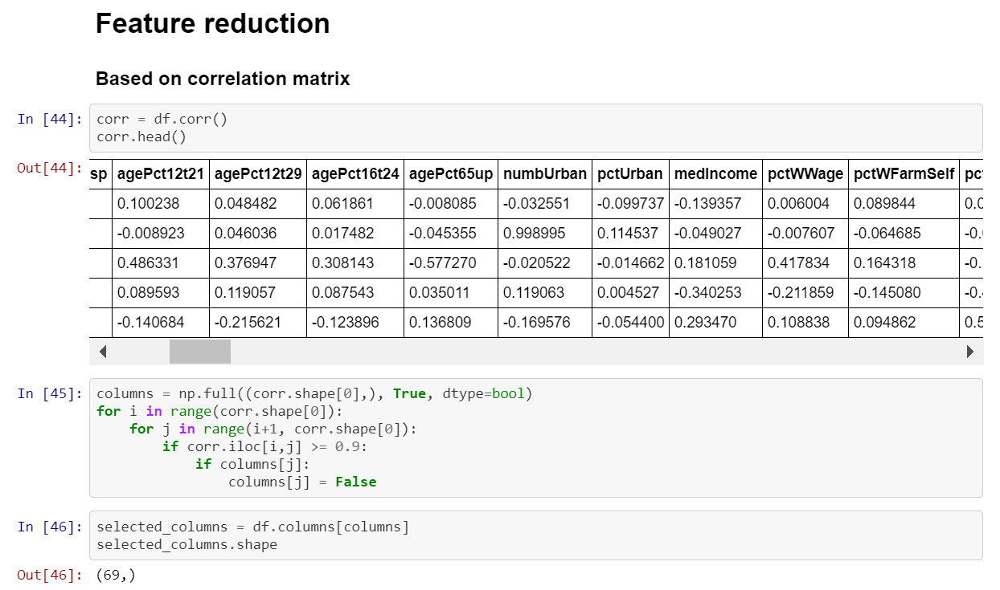 Feature reduction
Based on correlation matrix
In [44]: corr = df.corr()
corr.head()
Out[44]: sp agePct12t21 agePct12t29 agePct16t24 agePct65up numbUrban pctUrban medIncome pctWWage pctWFarmSelf pct
0.100238 0.048482 0.061861 -0.008085 -0.032551 -0.099737 -0.139357 0.006004 0.089844 0.0
-0.008923 0.046036 0.017482 -0.045355 0.998995 0.114537 -0.049027 -0.007607 -0.064685 -0.
0.486331 0.376947 0.308143 -0.577270 -0.020522 -0.014662 0.181059 0.417834 0.164318 -0.
0.089593 0.119057 0.087543 0.035011 0.119063 0.004527 -0.340253 -0.211859 -0.145080 -0.
-0.140684 -0.215621 -0.123896 0.136809 -0.169576 -0.054400 0.293470 0.108838 0.094862 0.5
In [45]: columns = np.full((corr.shape[0],), True, dtype=bool)
for i in range(corr.shape[0]):
    for j in range(i+1, corr.shape[0]):
        if corr.iloc[i,j] >= 0.9:
            if columns[j]:
                columns[j] = False
In [46]: selected_columns = df.columns[columns]
selected_columns.shape
Out[46]: (69,)